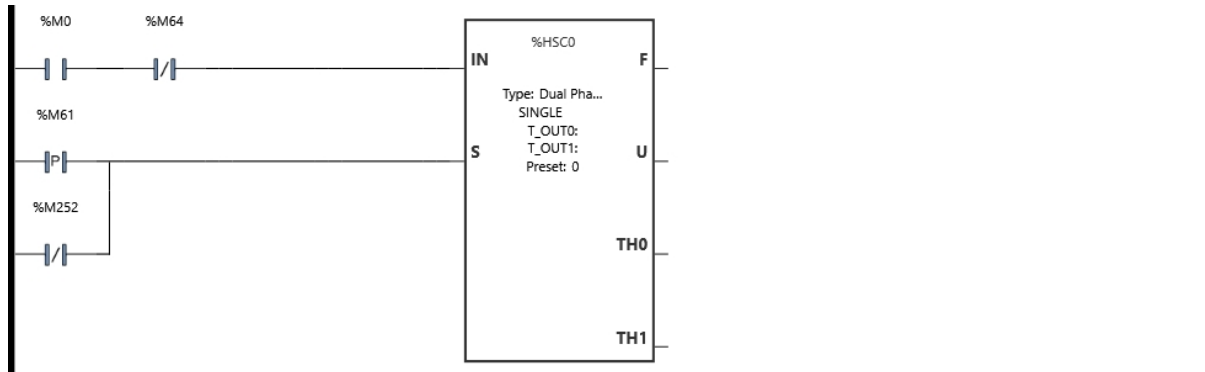 %M0 %M64
%HSC0
IN F
Type: Dual Pha...
SINGLE
%M61
T_OUT0:
P
S T_OUT1: U
Preset: 0
%M252
TH0
TH1